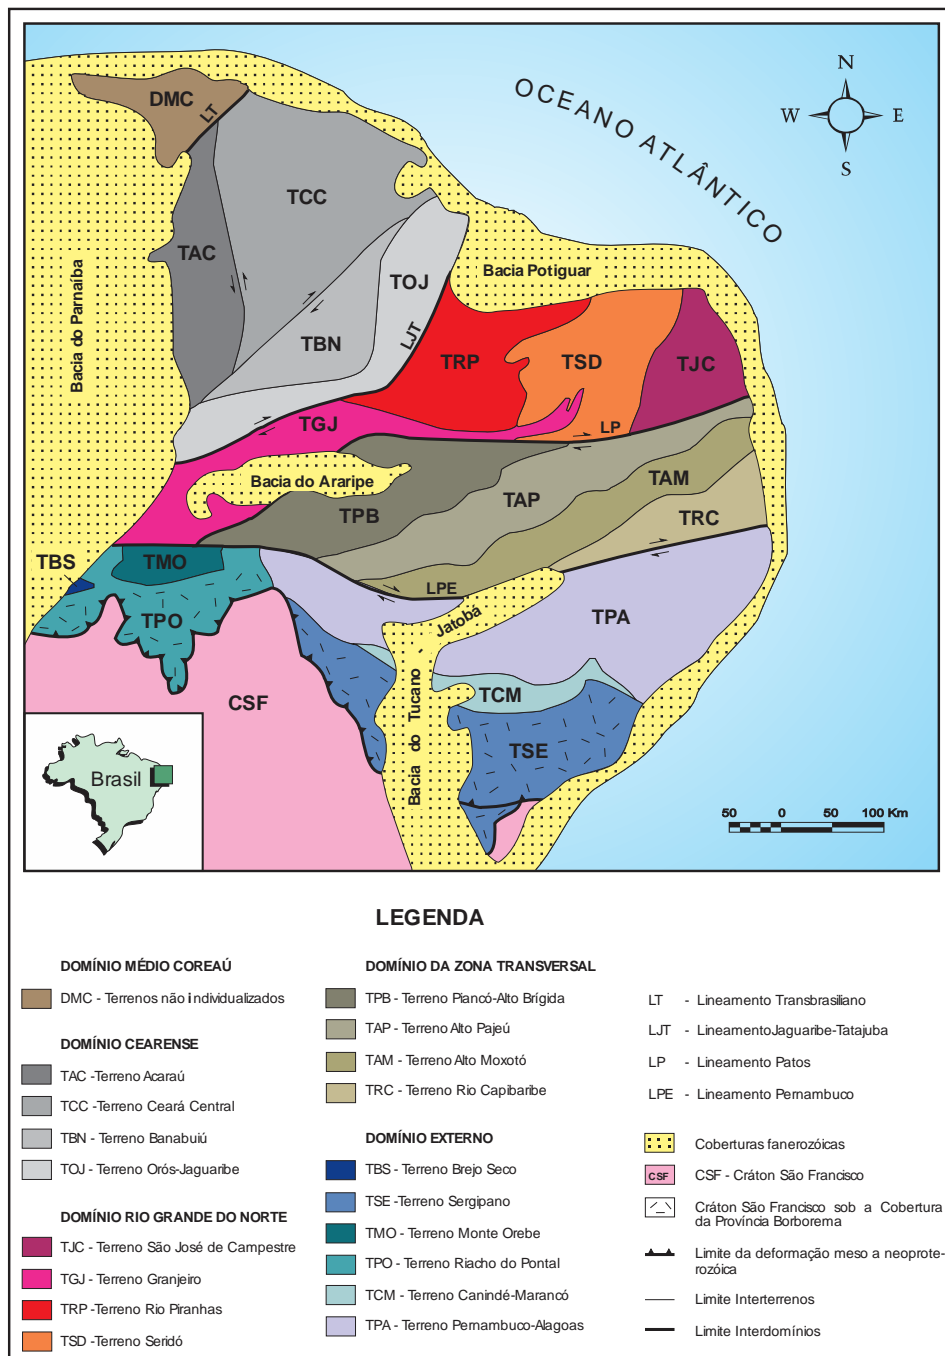 OCEANO ATLÂNTICO
N
W
E
S
DMC
LT
TCC
TAC
TOJ
Bacia Potiguar
Bacia do Parnaíba
TBN
LJT
TRP
TSD
TJC
TGJ
LP
Bacia do Araripe
TPB
TAP
TAM
TRC
TBS
TMO
LPE
TPO
Jatobá
TPA
CSF
TCM
Bacia do Tucano
TSE
Brasil
50 0 100 Km
LEGENDA
DOMÍNIO MÉDIO COREAÚ
DMC - Terrenos não individualizados
DOMÍNIO CEARENSE
TAC -Terreno Acaraú
TCC -Terreno Ceará Central
TBN - Terreno Banabuiú
TOJ - Terreno Orós-Jaguaribe
DOMÍNIO RIO GRANDE DO NORTE
TJC - Terreno São José de Campestre
TGJ - Terreno Granjeiro
TRP -Terreno Rio Piranhas
TSD -Terreno Seridó
DOMÍNIO DA ZONA TRANSVERSAL
TPB - Terreno Piancó-Alto Brígida
TAP - Terreno Alto Pajeú
TAM - Terreno Alto Moxotó
TRC - Terreno Rio Capibaribe
DOMÍNIO EXTERNO
TBS - Terreno Brejo Seco
TSE -Terreno Sergipano
TMO - Terreno Monte Orebe
TPO - Terreno Riacho do Pontal
TCM - Terreno Canindé-Marancó
TPA - Terreno Pernambuco-Alagoas
LT - Lineamento Transbrasiliano
LJT - LineamentoJaguaribe-Tatajuba
LP - Lineamento Patos
LPE - Lineamento Pernambuco
Coberturas fanerozóicas
CSF
CSF - Cráton São Francisco
Cráton São Francisco sob a Cobertura
da Província Borborema
Limite da deformação meso a neoprote-
rozóica
Limite Interterrenos
Limite Interdomínios